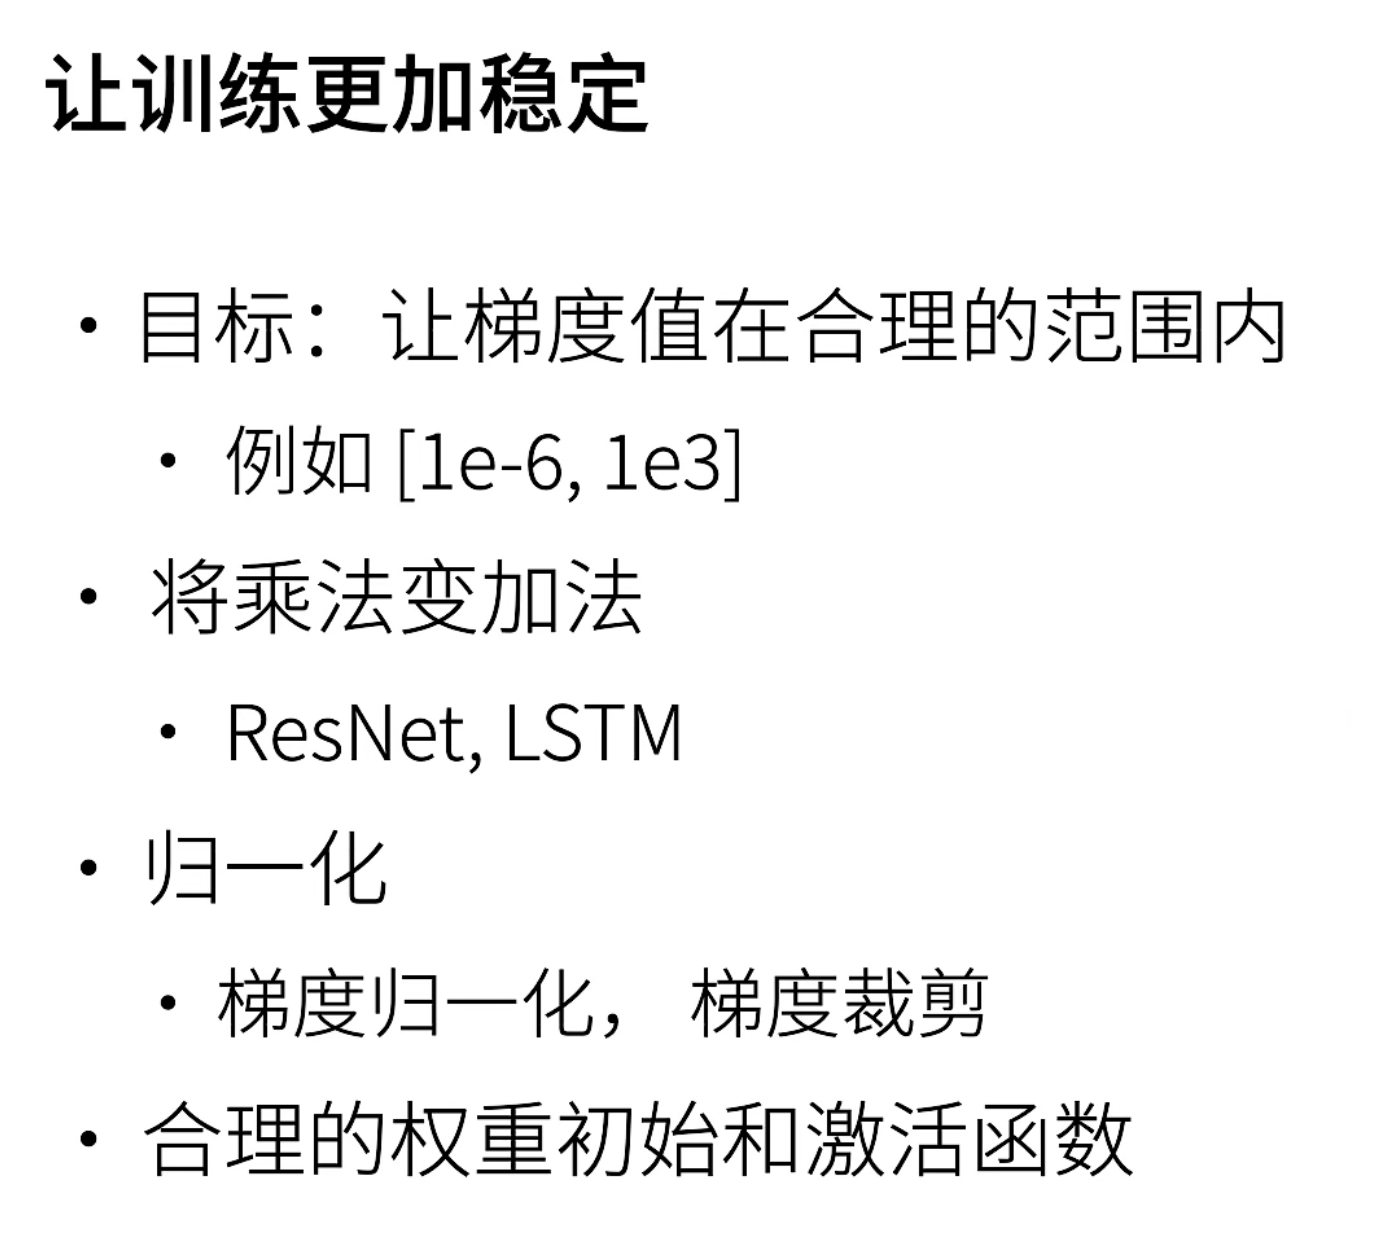 让训练更加稳定
• 目标：让梯度值在合理的范围内
• 例如 [1e-6, 1e3]
• 将乘法变加法
• ResNet, LSTM
• 归一化
• 梯度归一化， 梯度裁剪
• 合理的权重初始和激活函数